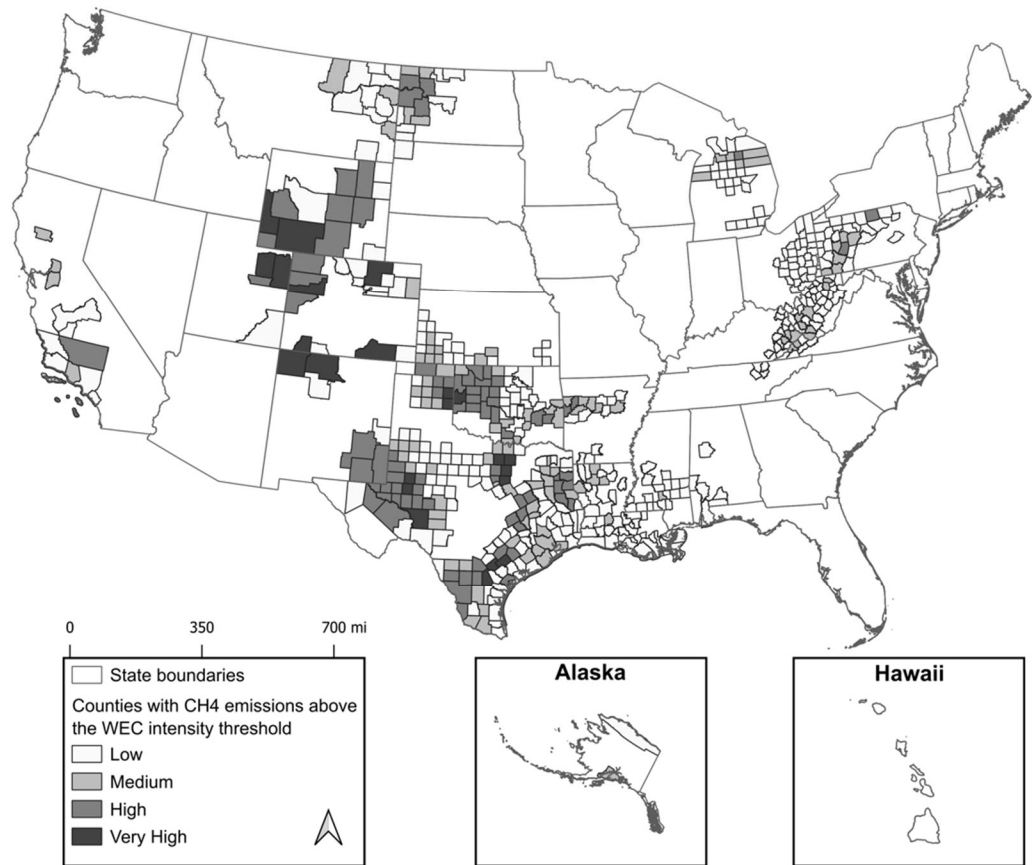 0 350 700 mi
State boundaries
Counties with CH4 emissions above
the WEC intensity threshold
Low
Medium
High
Very High
Alaska
Hawaii